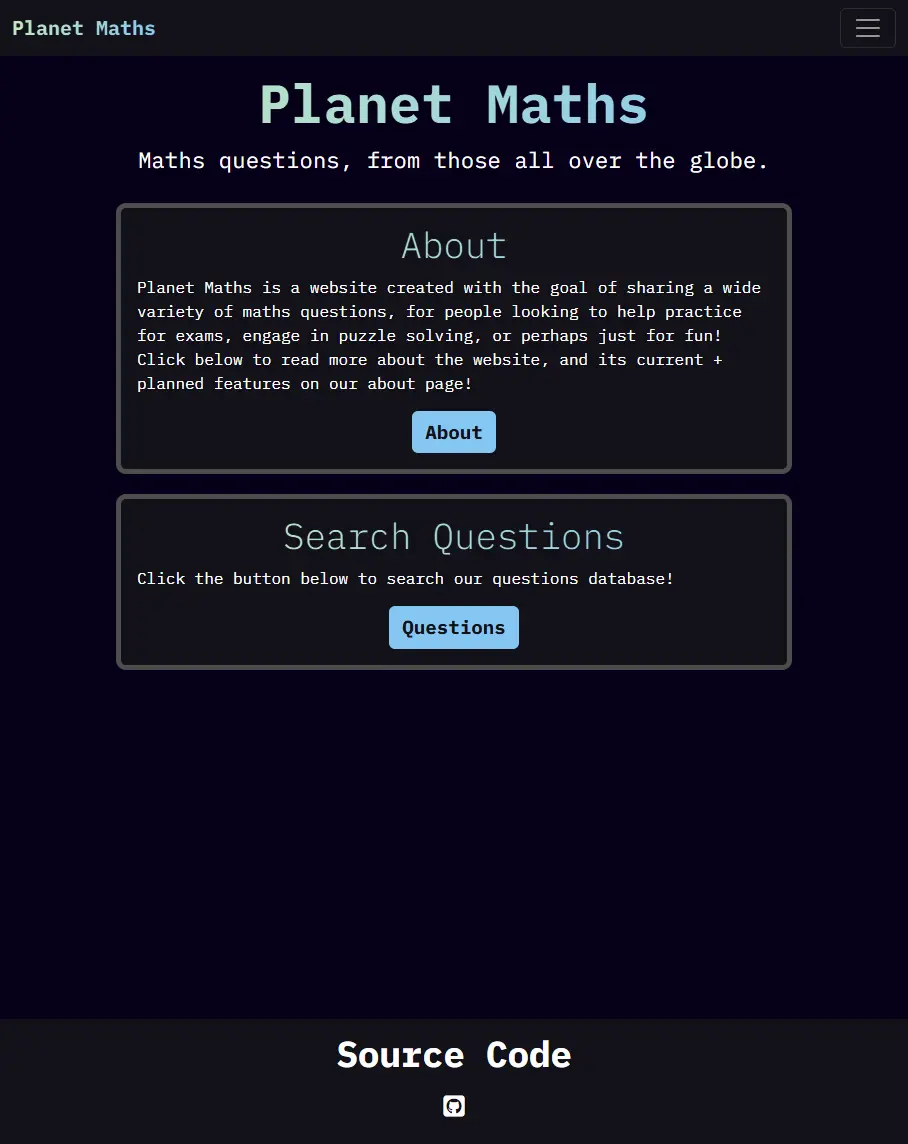 Planet Maths
Planet Maths
Maths questions, from those all over the globe.
About
Planet Maths is a website created with the goal of sharing a wide
variety of maths questions, for people looking to help practice
for exams, engage in puzzle solving, or perhaps just for fun!
Click below to read more about the website, and its current +
planned features on our about page!
About
Search Questions
Click the button below to search our questions database!
Questions
Source Code